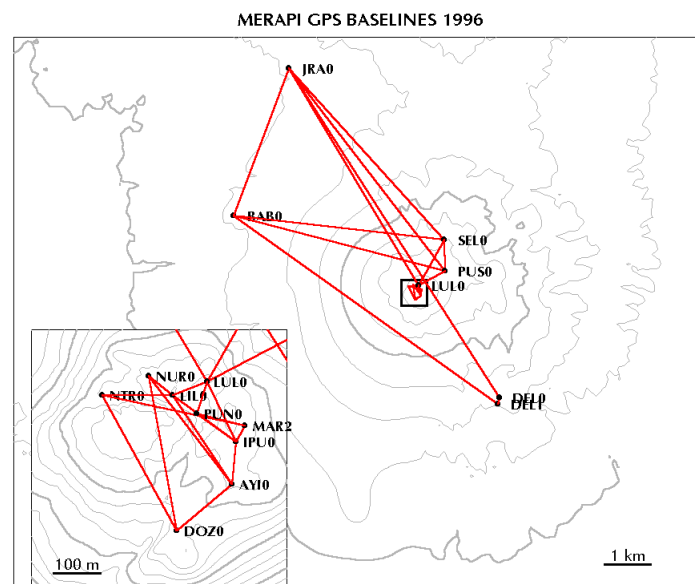 MERAPI GPS BASELINES 1996
JRA0
BAB0
SEL0
PUS0
LUL0
DEL0
DEL1
NUR0
LUL0
NTR0
LIL0
PUN0
MAR2
IPU0
AYI0
DOZ0
100 m
1 km